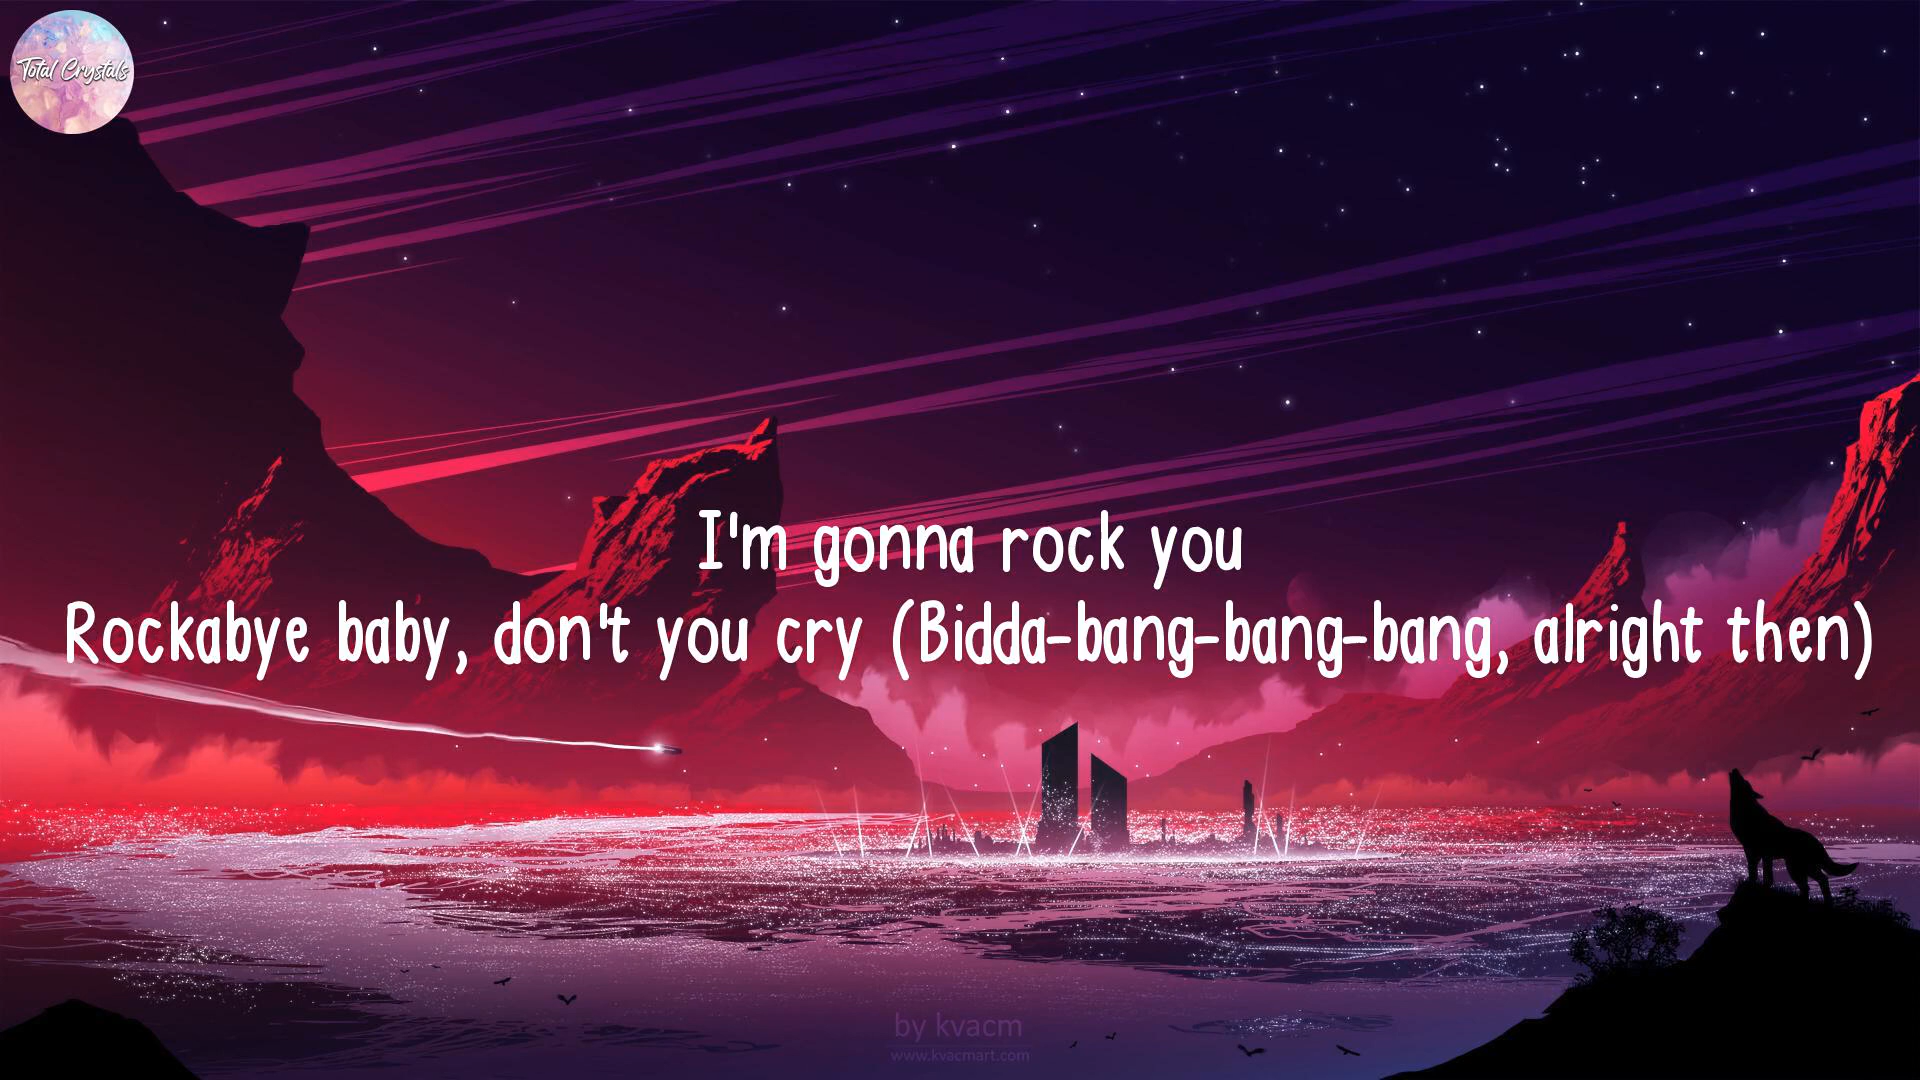 Total Crystals
I'm gonna rock you
Rockabye baby, don't you cry (Bidda-bang-bang-bang, alright then)
by kvacm
www.kvacmart.com